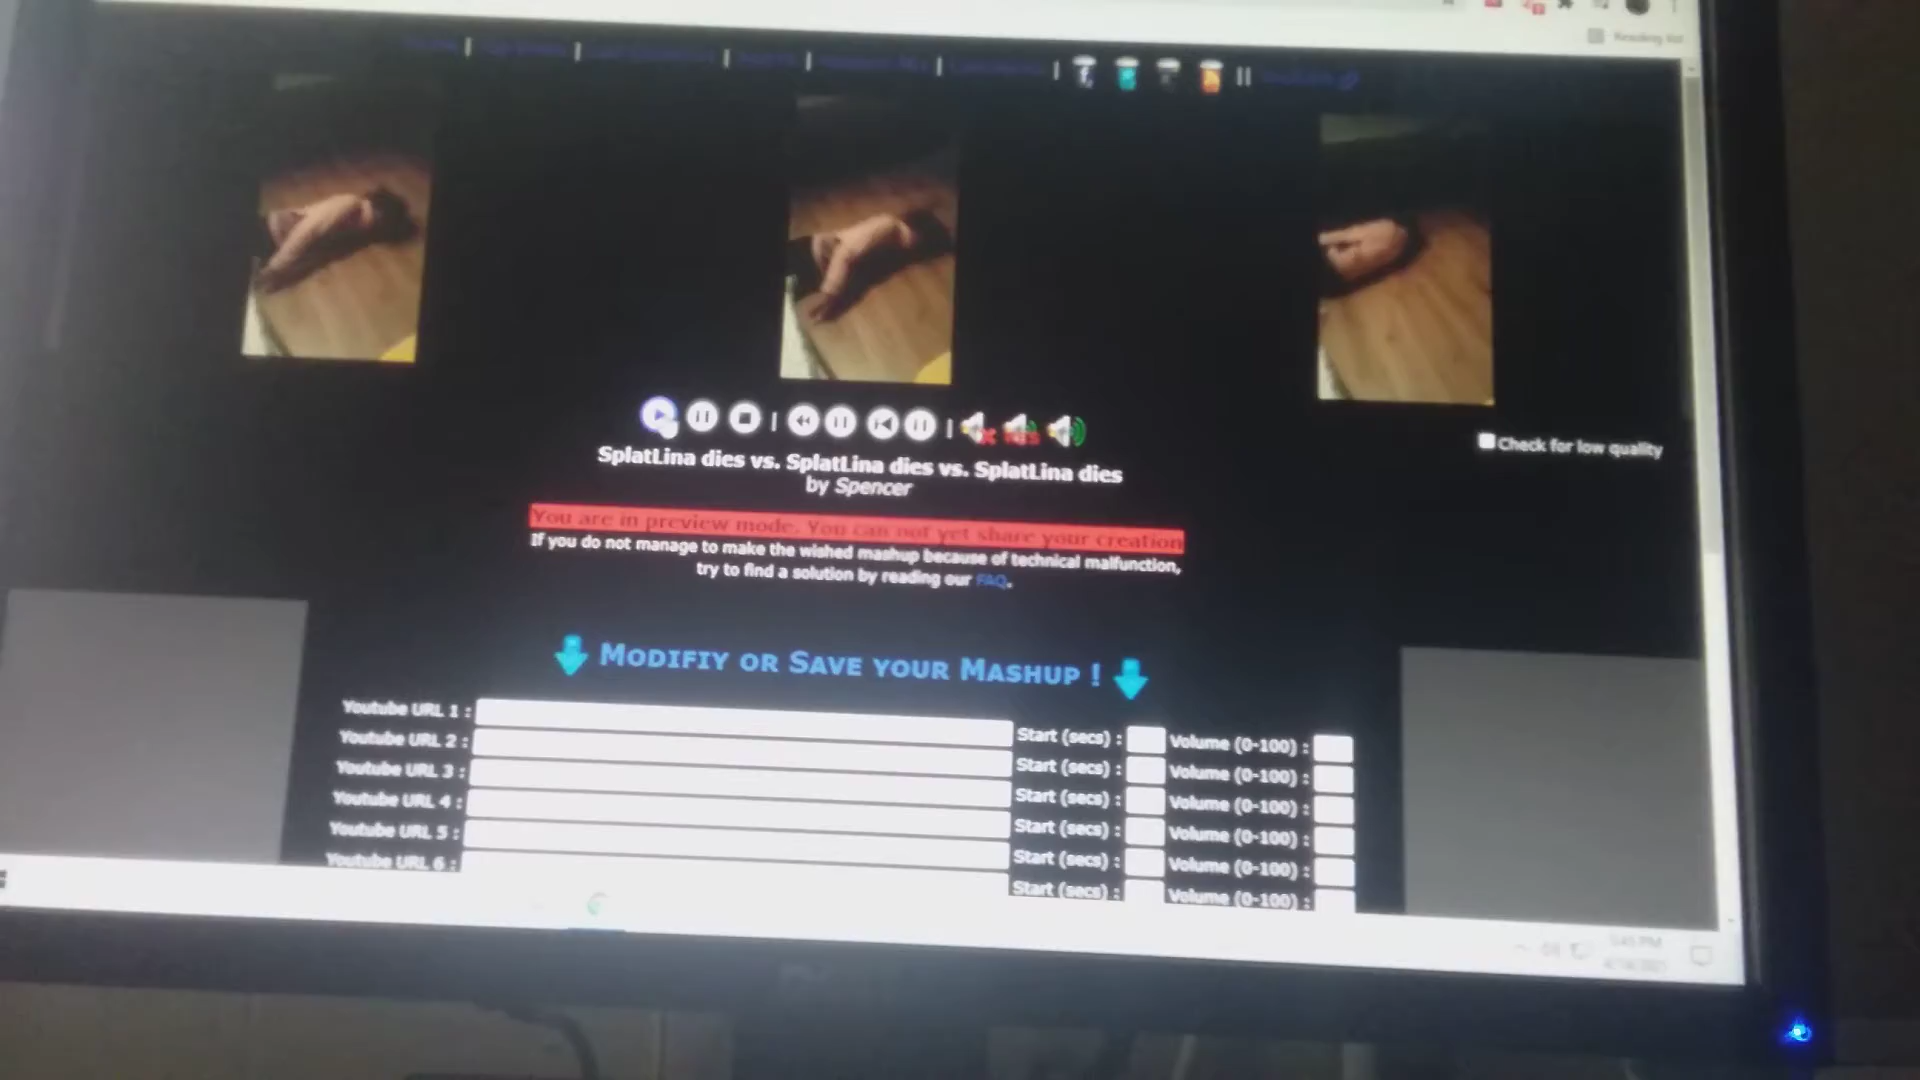 Reading list
Check for low quality
SplatLina dies vs. SplatLina dies vs. SplatLina dies
by Spencer
You are in preview mode. You can not yet share your creation
If you do not manage to make the wished mashup because of technical malfunction,
try to find a solution by reading our FAQ.
Modifiy or Save your Mashup !
Youtube URL 1 : Start (secs) : Volume (0-100) :
Youtube URL 2 : Start (secs) : Volume (0-100) :
Youtube URL 3 : Start (secs) : Volume (0-100) :
Youtube URL 4 : Start (secs) : Volume (0-100) :
Youtube URL 5 : Start (secs) : Volume (0-100) :
Youtube URL 6 : Start (secs) : Volume (0-100) :